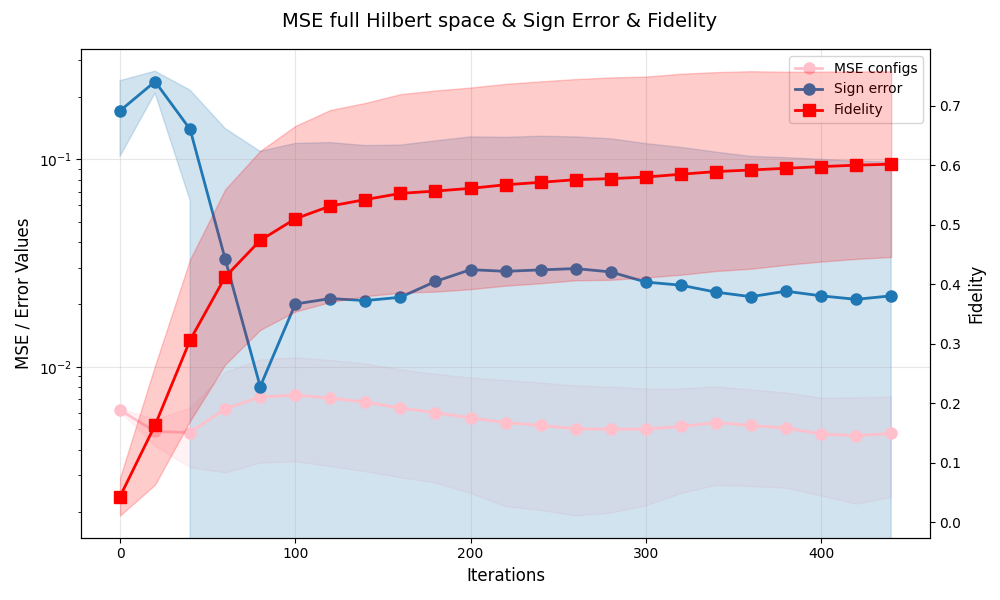 MSE full Hilbert space & Sign Error & Fidelity
MSE configs
Sign error
Fidelity
MSE / Error Values
10⁻¹
10⁻²
0.7
0.6
0.5
0.4
0.3
0.2
0.1
0.0
Fidelity
0 100 200 300 400
Iterations